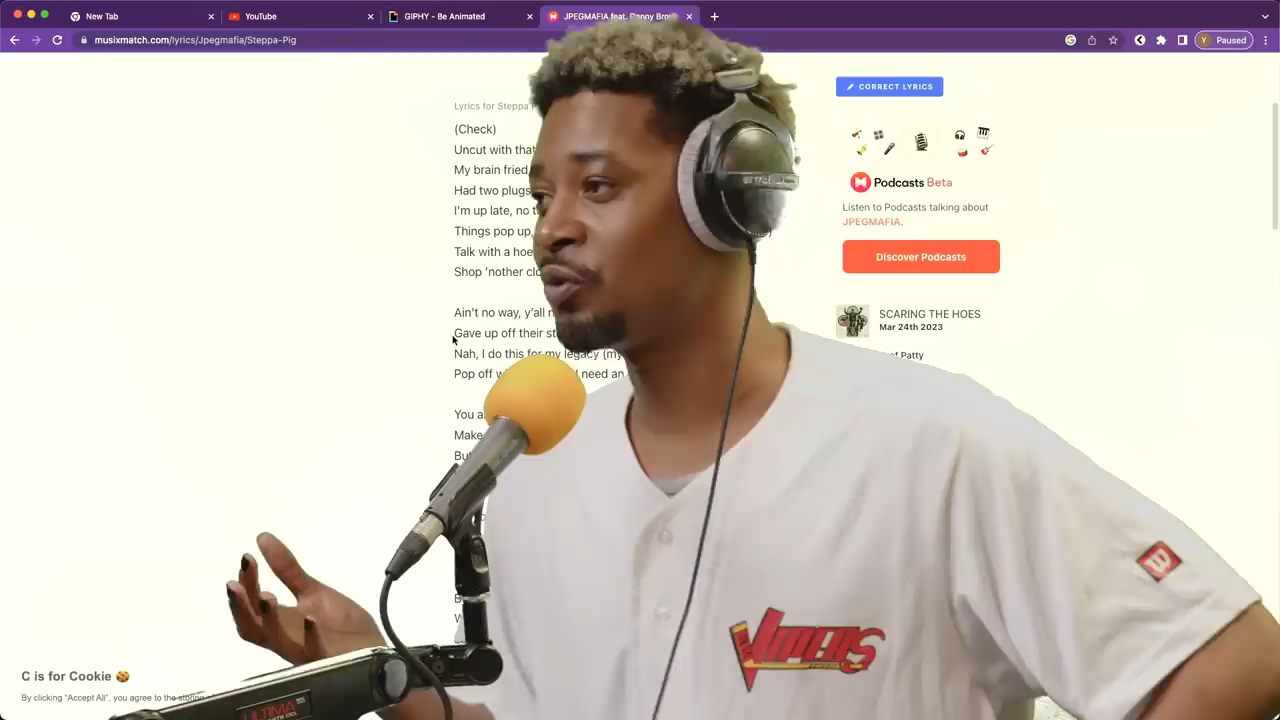 New Tab
YouTube
GIPHY - Be Animated
JPEGMAFIA feat. Danny Bro
musixmatch.com/lyrics/Jpegmafia/Steppa-Pig
Paused
CORRECT LYRICS
Lyrics for Steppa P
(Check)
Uncut with that
My brain fried,
Had two plugs
I'm up late, no t
Things pop up,
Talk with a hoe
Shop 'nother clo
Ain't no way, y'all n
Gave up off their st
Nah, I do this for my legacy (my
Pop off w
I need an
You a
Make
But
Podcasts Beta
Listen to Podcasts talking about
JPEGMAFIA.
Discover Podcasts
SCARING THE HOES
Mar 24th 2023
of Patty
VIPERS
ULTIMA
C is for Cookie
By clicking "Accept All", you agree to the storing